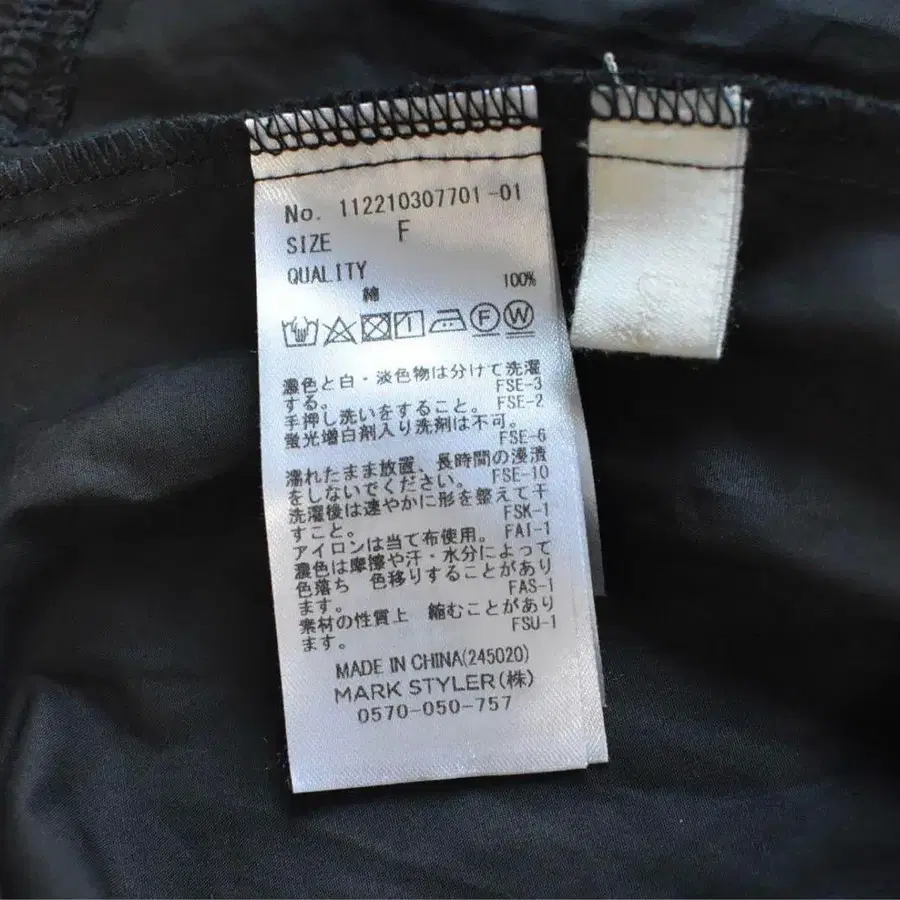 No. 112210307701-01
SIZE F
QUALITY
綿 100%
F W
濃色と白・淡色物は分けて洗濯
する。 FSE-3
手押し洗いをすること。 FSE-2
蛍光増白剤入り洗剤は不可。
FSE-6
濡れたまま放置、長時間の浸漬
をしないでください。 FSE-10
洗濯後は速やかに形を整えて干
すこと。 FSK-1
アイロンは当て布使用。 FAI-1
濃色は摩擦や汗・水分によって
色落ち 色移りすることがあり
ます。 FAS-1
素材の性質上 縮むことがあり
ます。 FSU-1
MADE IN CHINA(245020)
MARK STYLER(株)
0570-050-757